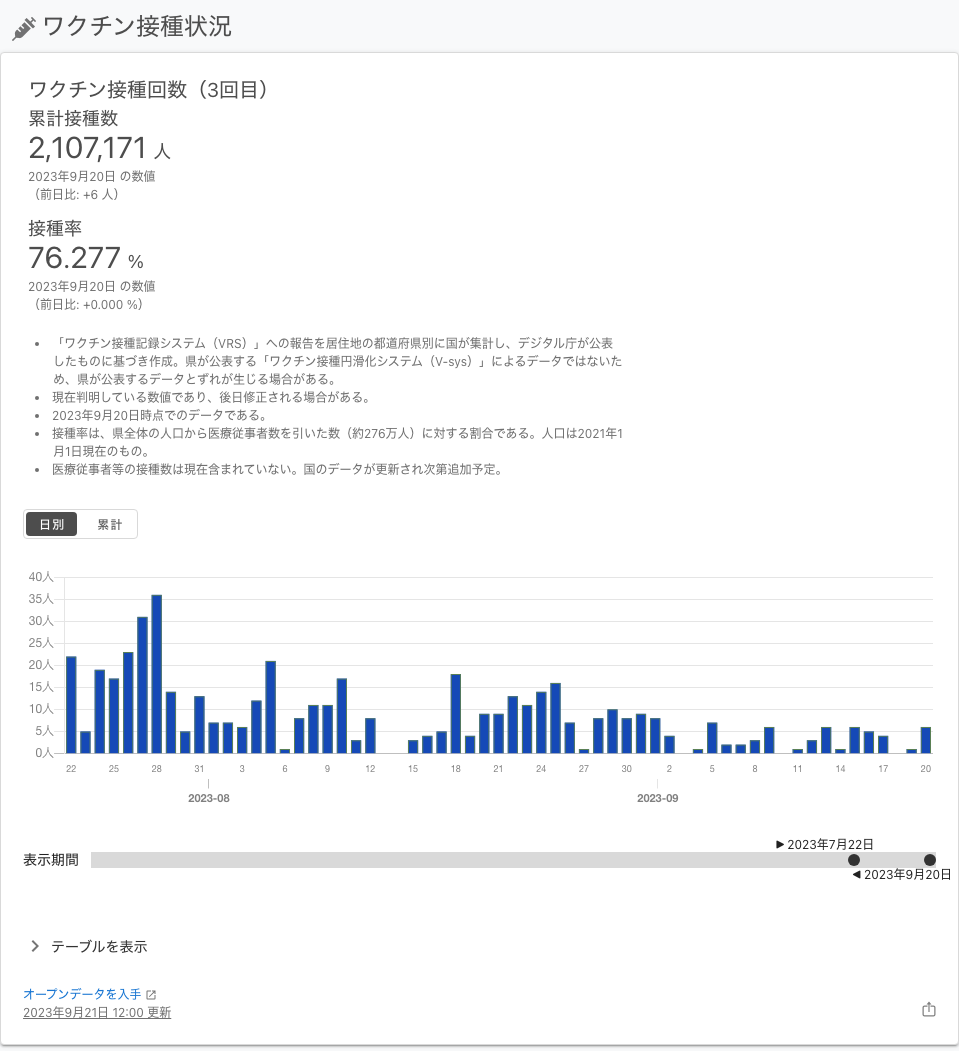 ワクチン接種状況
ワクチン接種回数（3回目）
累計接種数
2,107,171 人
2023年9月20日 の数値
（前日比: +6 人）
接種率
76.277 %
2023年9月20日 の数値
（前日比: +0.000 %）
• 「ワクチン接種記録システム（VRS）」への報告を居住地の都道府県別に国が集計し、デジタル庁が公表
したものに基づき作成。県が公表する「ワクチン接種円滑化システム（V-sys）」によるデータではないた
め、県が公表するデータとずれが生じる場合がある。
• 現在判明している数値であり、後日修正される場合がある。
• 2023年9月20日時点でのデータである。
• 接種率は、県全体の人口から医療従事者数を引いた数（約276万人）に対する割合である。人口は2021年1
月1日現在のもの。
• 医療従事者等の接種数は現在含まれていない。国のデータが更新され次第追加予定。
日別 累計
40人
35人
30人
25人
20人
15人
10人
5人
0人
22 25 28 31 3 6 9 12 15 18 21 24 27 30 2 5 8 11 14 17 20
2023-08 2023-09
▶ 2023年7月22日
表示期間
◀ 2023年9月20日
テーブルを表示
オープンデータを入手
2023年9月21日 12:00 更新